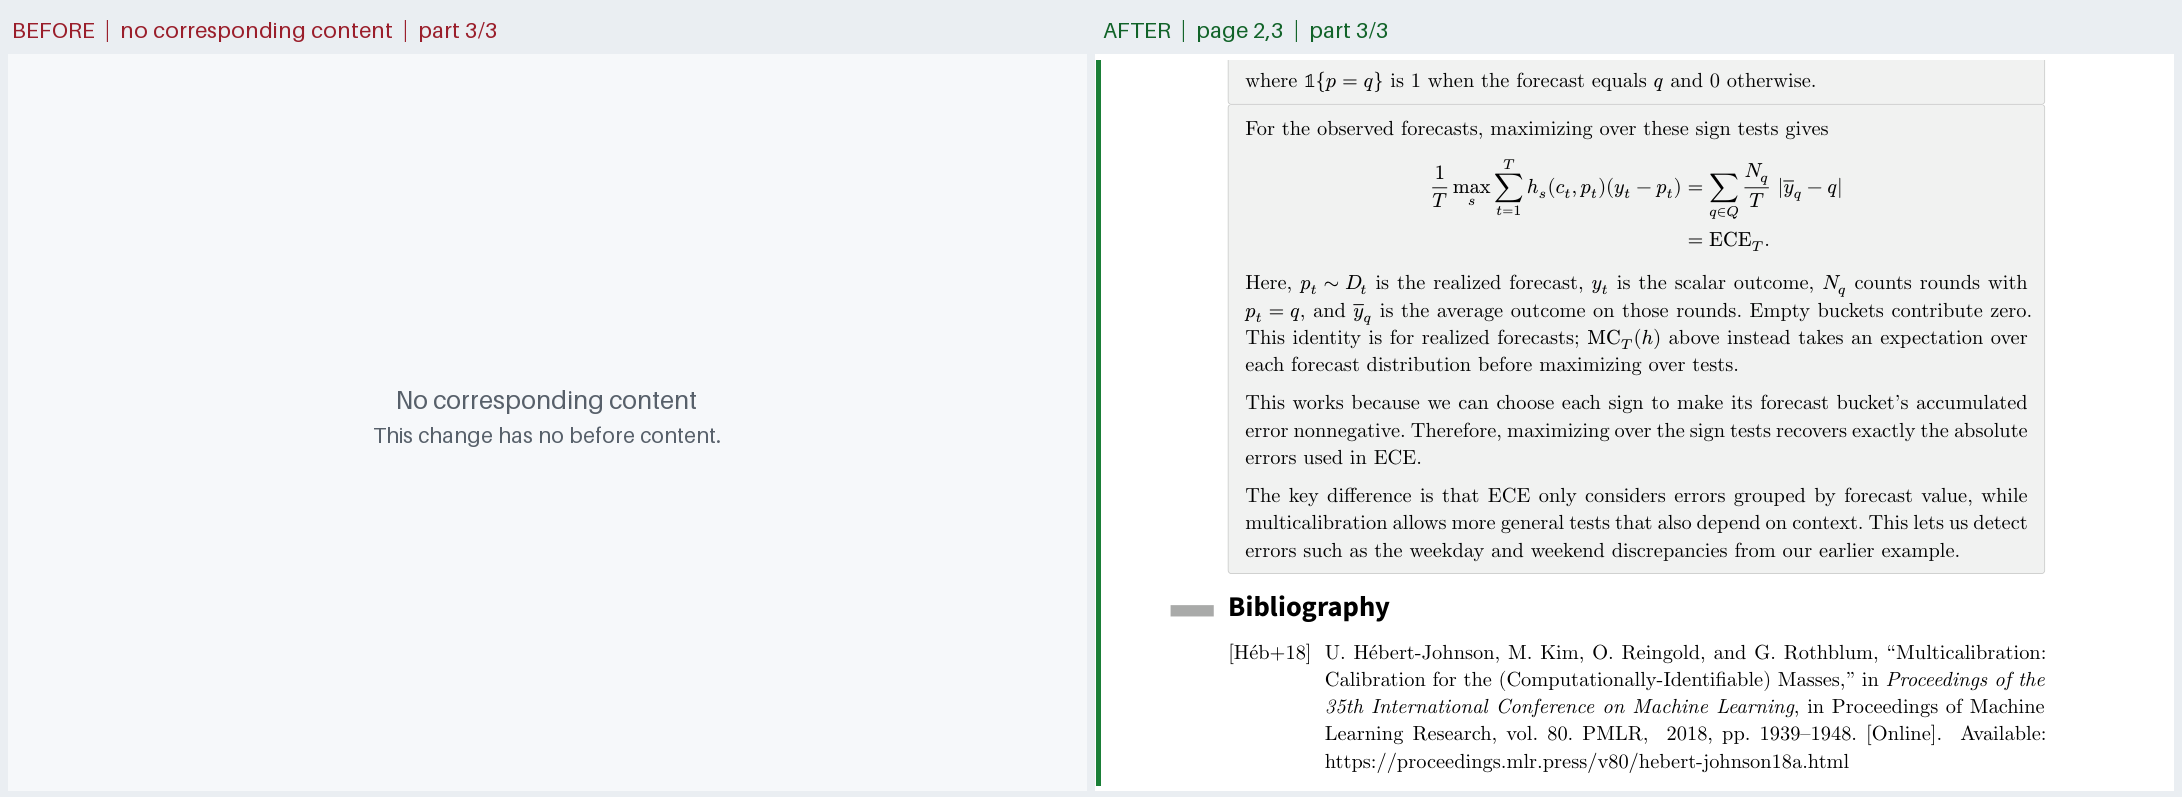 BEFORE | no corresponding content | part 3/3
No corresponding content
This change has no before content.
AFTER | page 2,3 | part 3/3
where 𝟙{p = q} is 1 when the forecast equals q and 0 otherwise.
For the observed forecasts, maximizing over these sign tests gives
\frac{1}{T} \max_s \sum_{t=1}^{T} h_s(c_t, p_t)(y_t − p_t) = \sum_{q∈Q} \frac{N_q}{T} |\overline{y}_q − q|
= ECE_T.
Here, p_t ∼ D_t is the realized forecast, y_t is the scalar outcome, N_q counts rounds with
p_t = q, and \overline{y}_q is the average outcome on those rounds. Empty buckets contribute zero.
This identity is for realized forecasts; MC_T(h) above instead takes an expectation over
each forecast distribution before maximizing over tests.
This works because we can choose each sign to make its forecast bucket’s accumulated
error nonnegative. Therefore, maximizing over the sign tests recovers exactly the absolute
errors used in ECE.
The key difference is that ECE only considers errors grouped by forecast value, while
multicalibration allows more general tests that also depend on context. This lets us detect
errors such as the weekday and weekend discrepancies from our earlier example.
Bibliography
[Héb+18] U. Hébert-Johnson, M. Kim, O. Reingold, and G. Rothblum, “Multicalibration:
Calibration for the (Computationally-Identifiable) Masses,” in Proceedings of the
35th International Conference on Machine Learning, in Proceedings of Machine
Learning Research, vol. 80. PMLR, 2018, pp. 1939–1948. [Online]. Available:
https://proceedings.mlr.press/v80/hebert-johnson18a.html